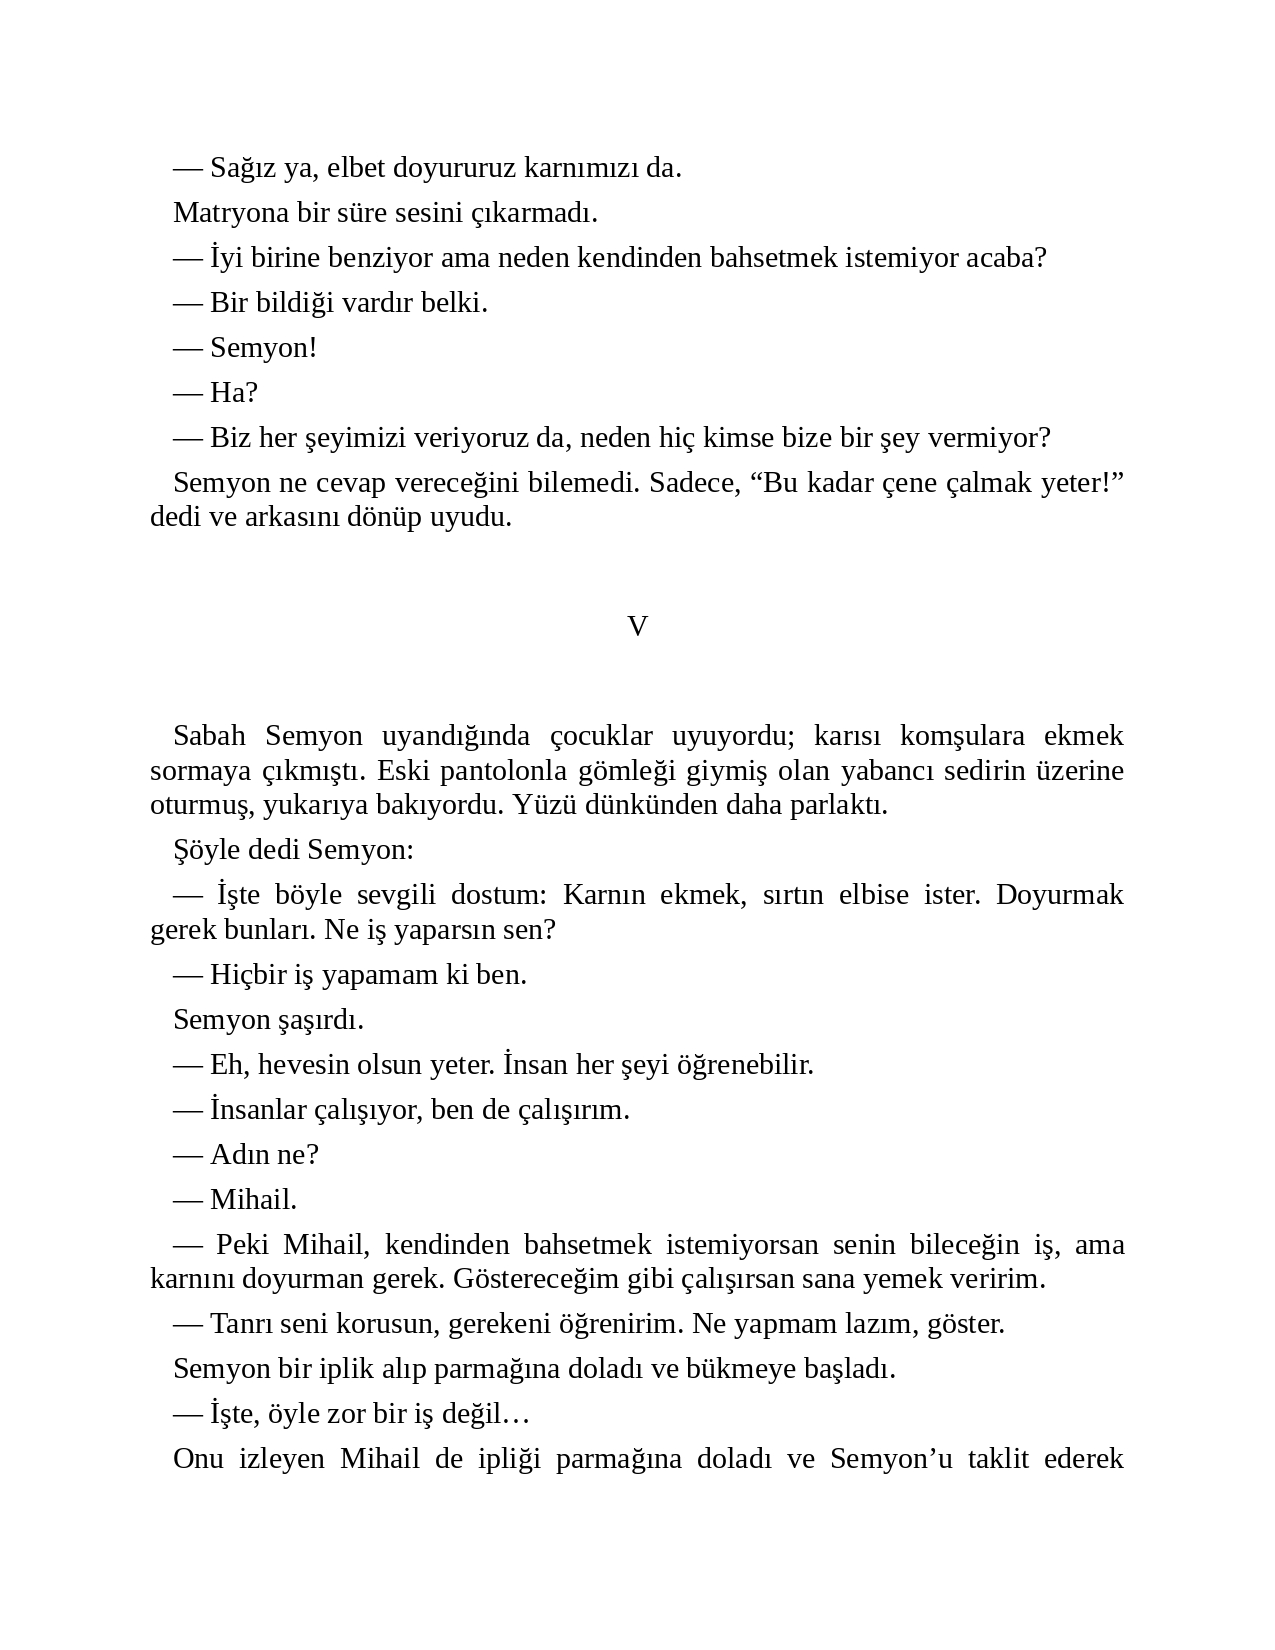 — Sağız ya, elbet doyururuz karnımızı da.
Matryona bir süre sesini çıkarmadı.
— İyi birine benziyor ama neden kendinden bahsetmek istemiyor acaba?
— Bir bildiği vardır belki.
— Semyon!
— Ha?
— Biz her şeyimizi veriyoruz da, neden hiç kimse bize bir şey vermiyor?
Semyon ne cevap vereceğini bilemedi. Sadece, “Bu kadar çene çalmak yeter!”
dedi ve arkasını dönüp uyudu.
V
Sabah Semyon uyandığında çocuklar uyuyordu; karısı komşulara ekmek
sormaya çıkmıştı. Eski pantolonla gömleği giymiş olan yabancı sedirin üzerine
oturmuş, yukarıya bakıyordu. Yüzü dünkünden daha parlaktı.
Şöyle dedi Semyon:
— İşte böyle sevgili dostum: Karnın ekmek, sırtın elbise ister. Doyurmak
gerek bunları. Ne iş yaparsın sen?
— Hiçbir iş yapamam ki ben.
Semyon şaşırdı.
— Eh, hevesin olsun yeter. İnsan her şeyi öğrenebilir.
— İnsanlar çalışıyor, ben de çalışırım.
— Adın ne?
— Mihail.
— Peki Mihail, kendinden bahsetmek istemiyorsan senin bileceğin iş, ama
karnını doyurman gerek. Göstereceğim gibi çalışırsan sana yemek veririm.
— Tanrı seni korusun, gerekeni öğrenirim. Ne yapmam lazım, göster.
Semyon bir iplik alıp parmağına doladı ve bükmeye başladı.
— İşte, öyle zor bir iş değil…
Onu izleyen Mihail de ipliği parmağına doladı ve Semyon’u taklit ederek